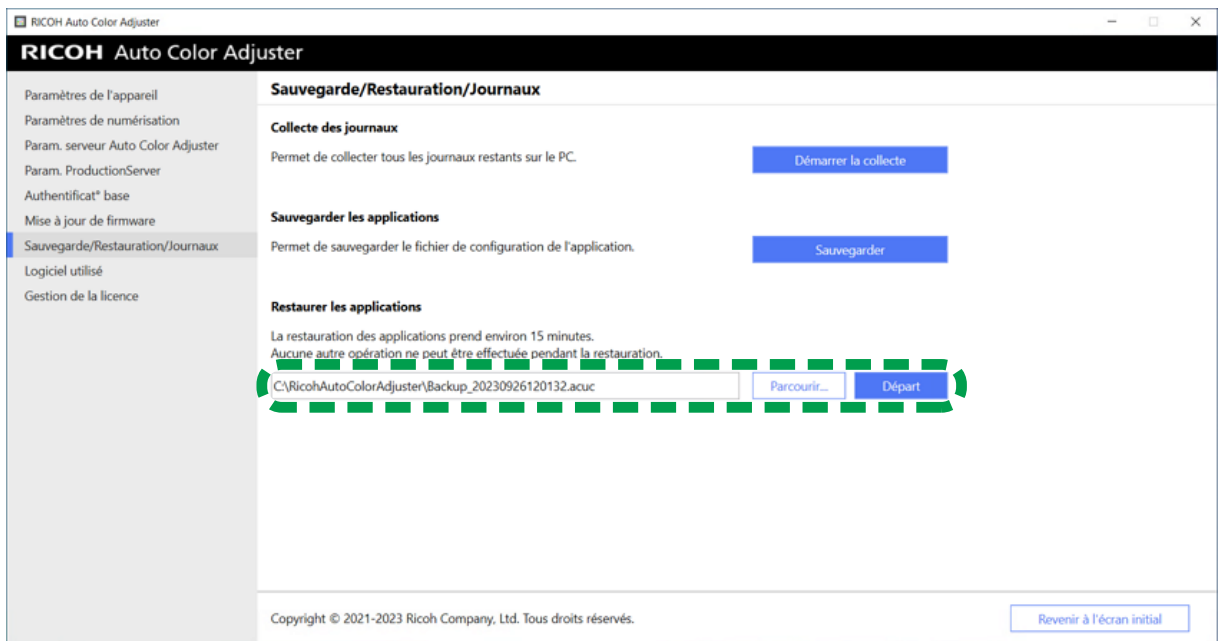 RICOH Auto Color Adjuster
RICOH Auto Color Adjuster
Paramètres de l'appareil
Paramètres de numérisation
Param. serveur Auto Color Adjuster
Param. ProductionServer
Authentificat° base
Mise à jour de firmware
Sauvegarde/Restauration/Journaux
Logiciel utilisé
Gestion de la licence
Sauvegarde/Restauration/Journaux
Collecte des journaux
Permet de collecter tous les journaux restants sur le PC.
Démarrer la collecte
Sauvegarder les applications
Permet de sauvegarder le fichier de configuration de l'application.
Sauvegarder
Restaurer les applications
La restauration des applications prend environ 15 minutes.
Aucune autre opération ne peut être effectuée pendant la restauration.
C:\RicohAutoColorAdjuster\Backup_20230926120132.acuc
Parcourir...
Départ
Copyright © 2021-2023 Ricoh Company, Ltd. Tous droits réservés.
Revenir à l'écran initial